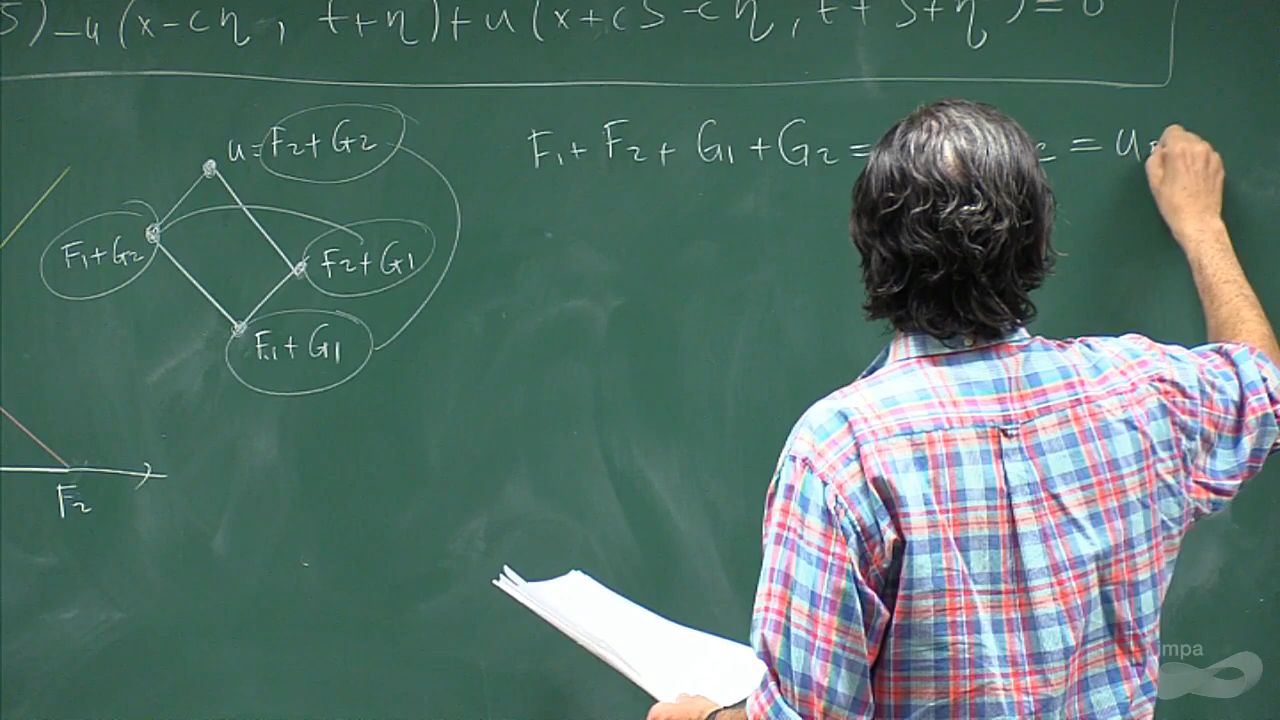 5) - u(x-cη, t+η) + u(x+cs-cη, t+s+η) = 0
u=F2+G2
F1+F2+G1+G2=
= u
F1+G2
F2+G1
F1+G1
F2
impa